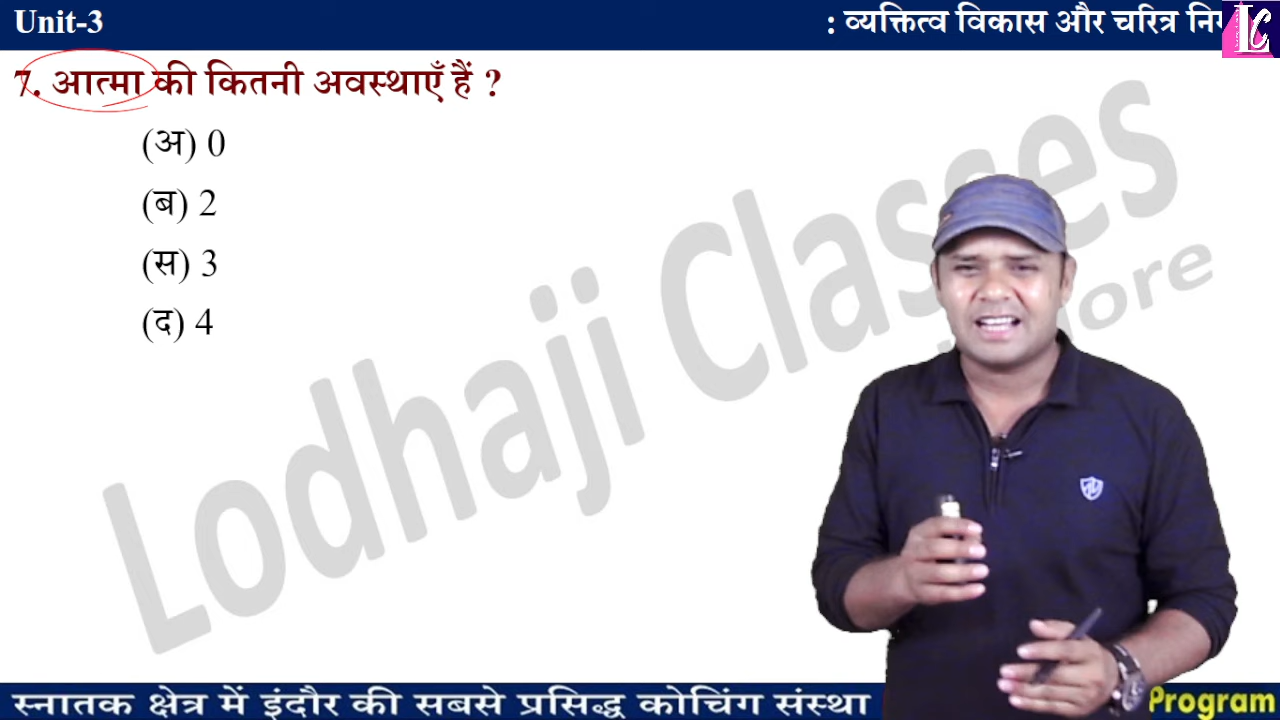 Unit-3
: व्यक्तित्व विकास और चरित्र
LC
7. आत्मा की कितनी अवस्थाएँ हैं ?
(अ) 0
(ब) 2
(स) 3
(द) 4
Lodhaji Classes
स्नातक क्षेत्र में इंदौर की सबसे प्रसिद्ध कोचिंग संस्था
Program